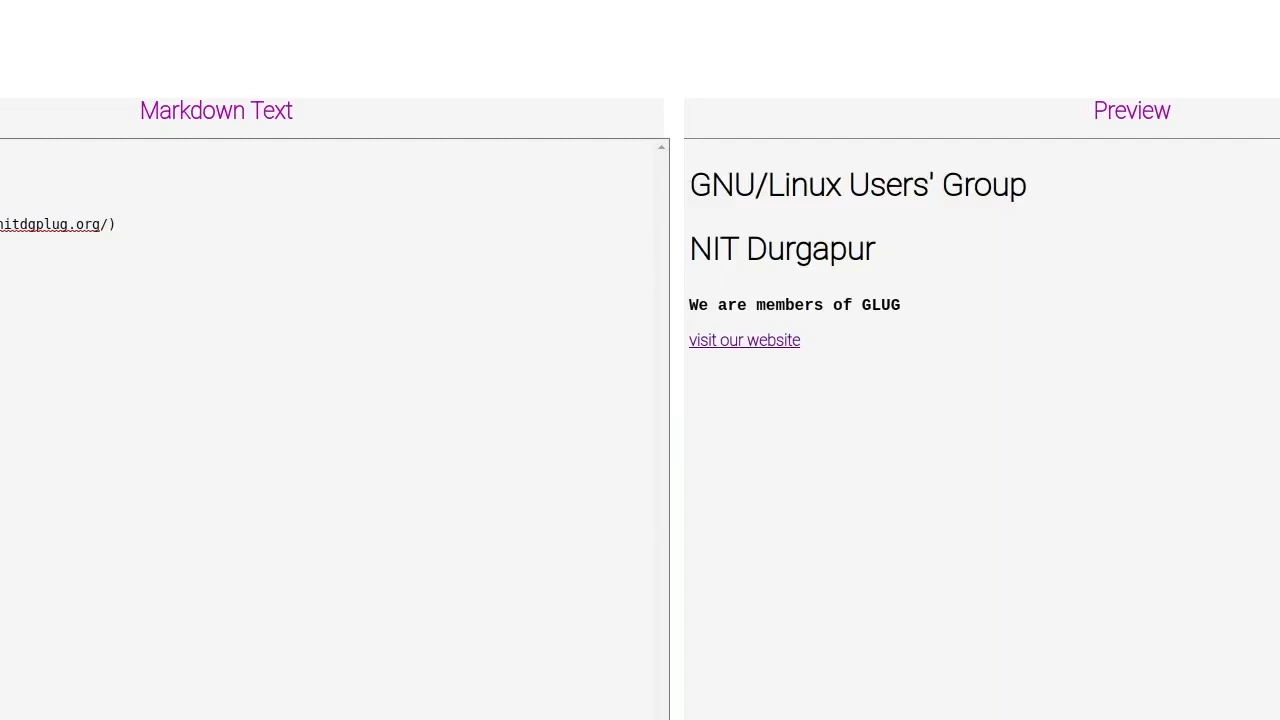 Markdown Text
nitdgplug.org/)
Preview
GNU/Linux Users' Group
NIT Durgapur
We are members of GLUG
visit our website